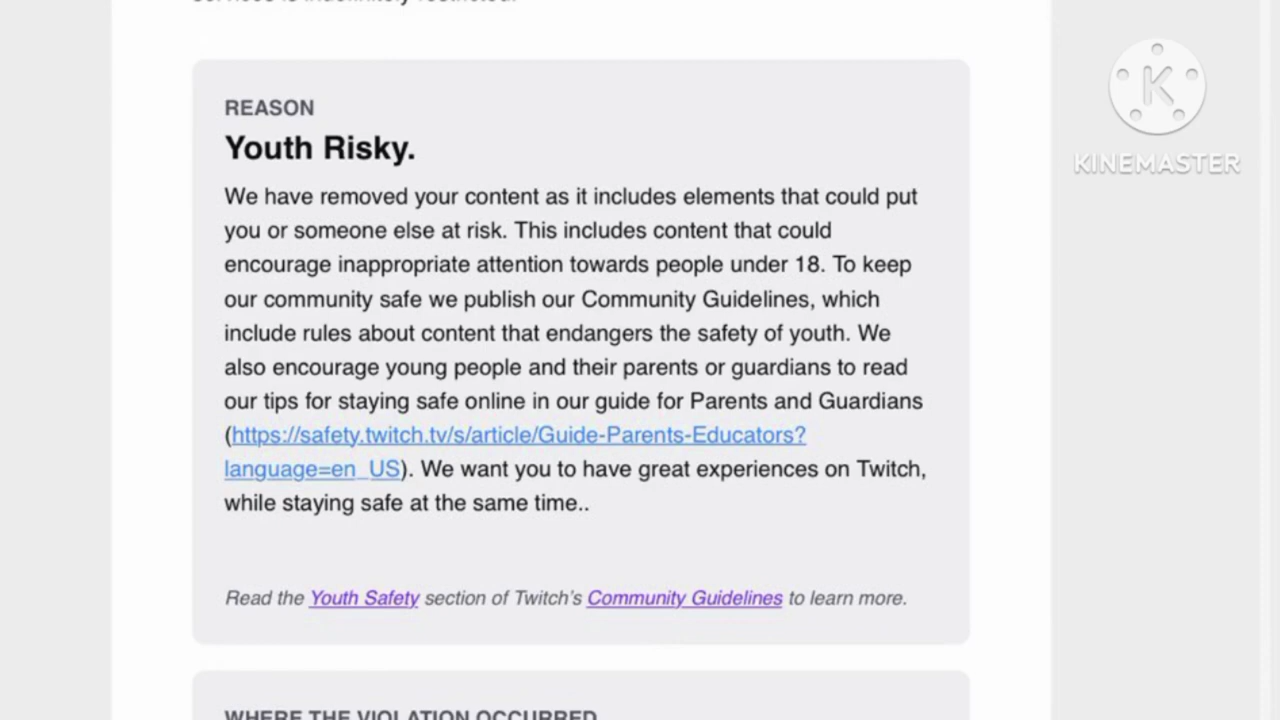 REASON
Youth Risky.
We have removed your content as it includes elements that could put
you or someone else at risk. This includes content that could
encourage inappropriate attention towards people under 18. To keep
our community safe we publish our Community Guidelines, which
include rules about content that endangers the safety of youth. We
also encourage young people and their parents or guardians to read
our tips for staying safe online in our guide for Parents and Guardians
(https://safety.twitch.tv/s/article/Guide-Parents-Educators?
language=en_US). We want you to have great experiences on Twitch,
while staying safe at the same time..
Read the Youth Safety section of Twitch's Community Guidelines to learn more.
WHERE THE VIOLATION OCCURRED
K
KINEMASTER